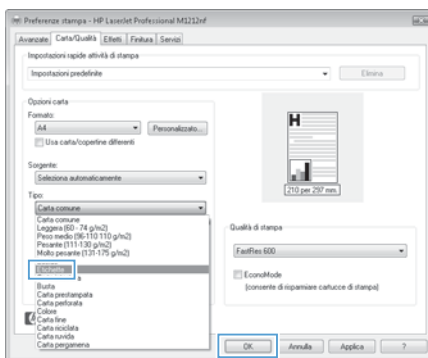 Preferenze stampa - HP LaserJet Professional M1212nf
Avanzate Carta/Qualità Effetti Finitura Servizi
Impostazioni rapide attività di stampa
Impostazioni predefinite
Elimina
Opzioni carta
Formato:
A4
Personalizzato...
Usa carta/copertine differenti
Sorgente:
Seleziona automaticamente
Tipo:
Carta comune
Carta comune
Leggera (60 - 74 g/m2)
Peso medio (96-110 g/m2)
Pesante (111-130 g/m2)
Molto pesante (131-175 g/m2)
Etichette
Busta
Carta prestampata
Carta perforata
Colore
Carta fine
Carta riciclata
Carta ruvida
Carta pergamena
H
210 per 297 mm.
Qualità di stampa
FastRes 600
EconoMode
(consente di risparmiare cartucce di stampa)
OK
Annulla
Applica
?